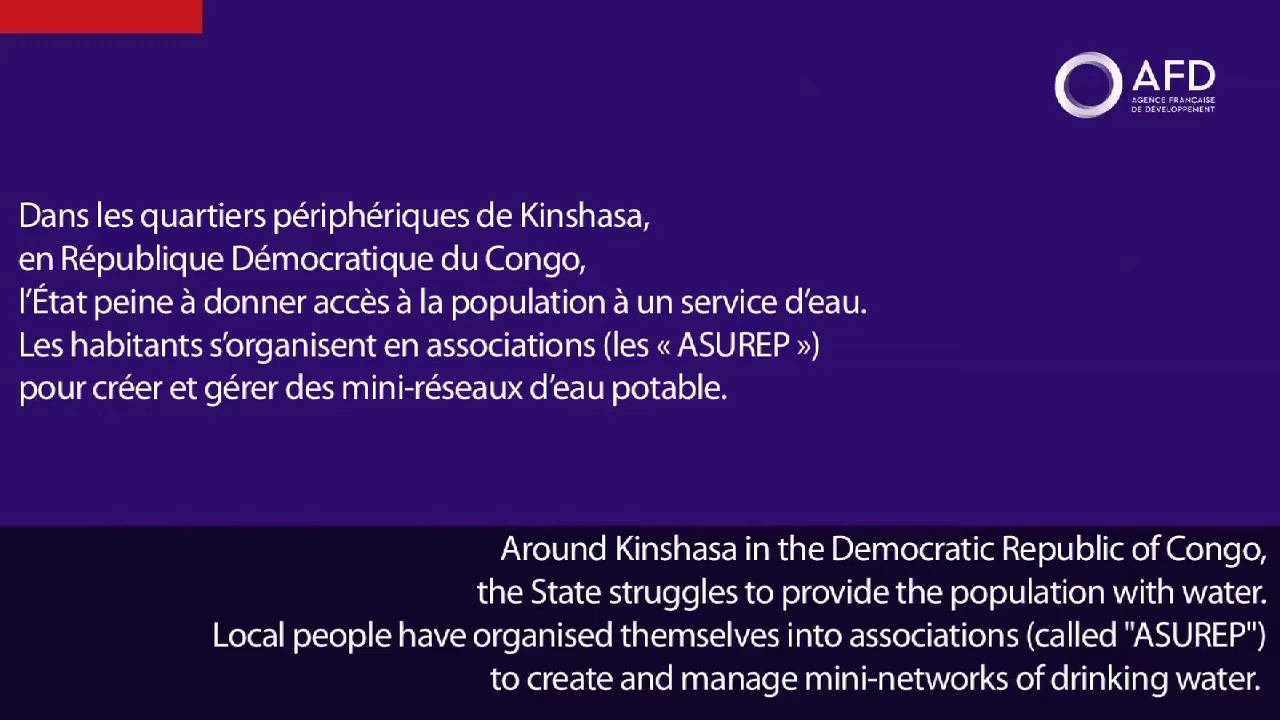 AFD
AGENCE FRANÇAISE
DE DÉVELOPPEMENT
Dans les quartiers périphériques de Kinshasa,
en République Démocratique du Congo,
l’État peine à donner accès à la population à un service d’eau.
Les habitants s’organisent en associations (les « ASUREP »)
pour créer et gérer des mini-réseaux d’eau potable.
Around Kinshasa in the Democratic Republic of Congo,
the State struggles to provide the population with water.
Local people have organised themselves into associations (called "ASUREP")
to create and manage mini-networks of drinking water.